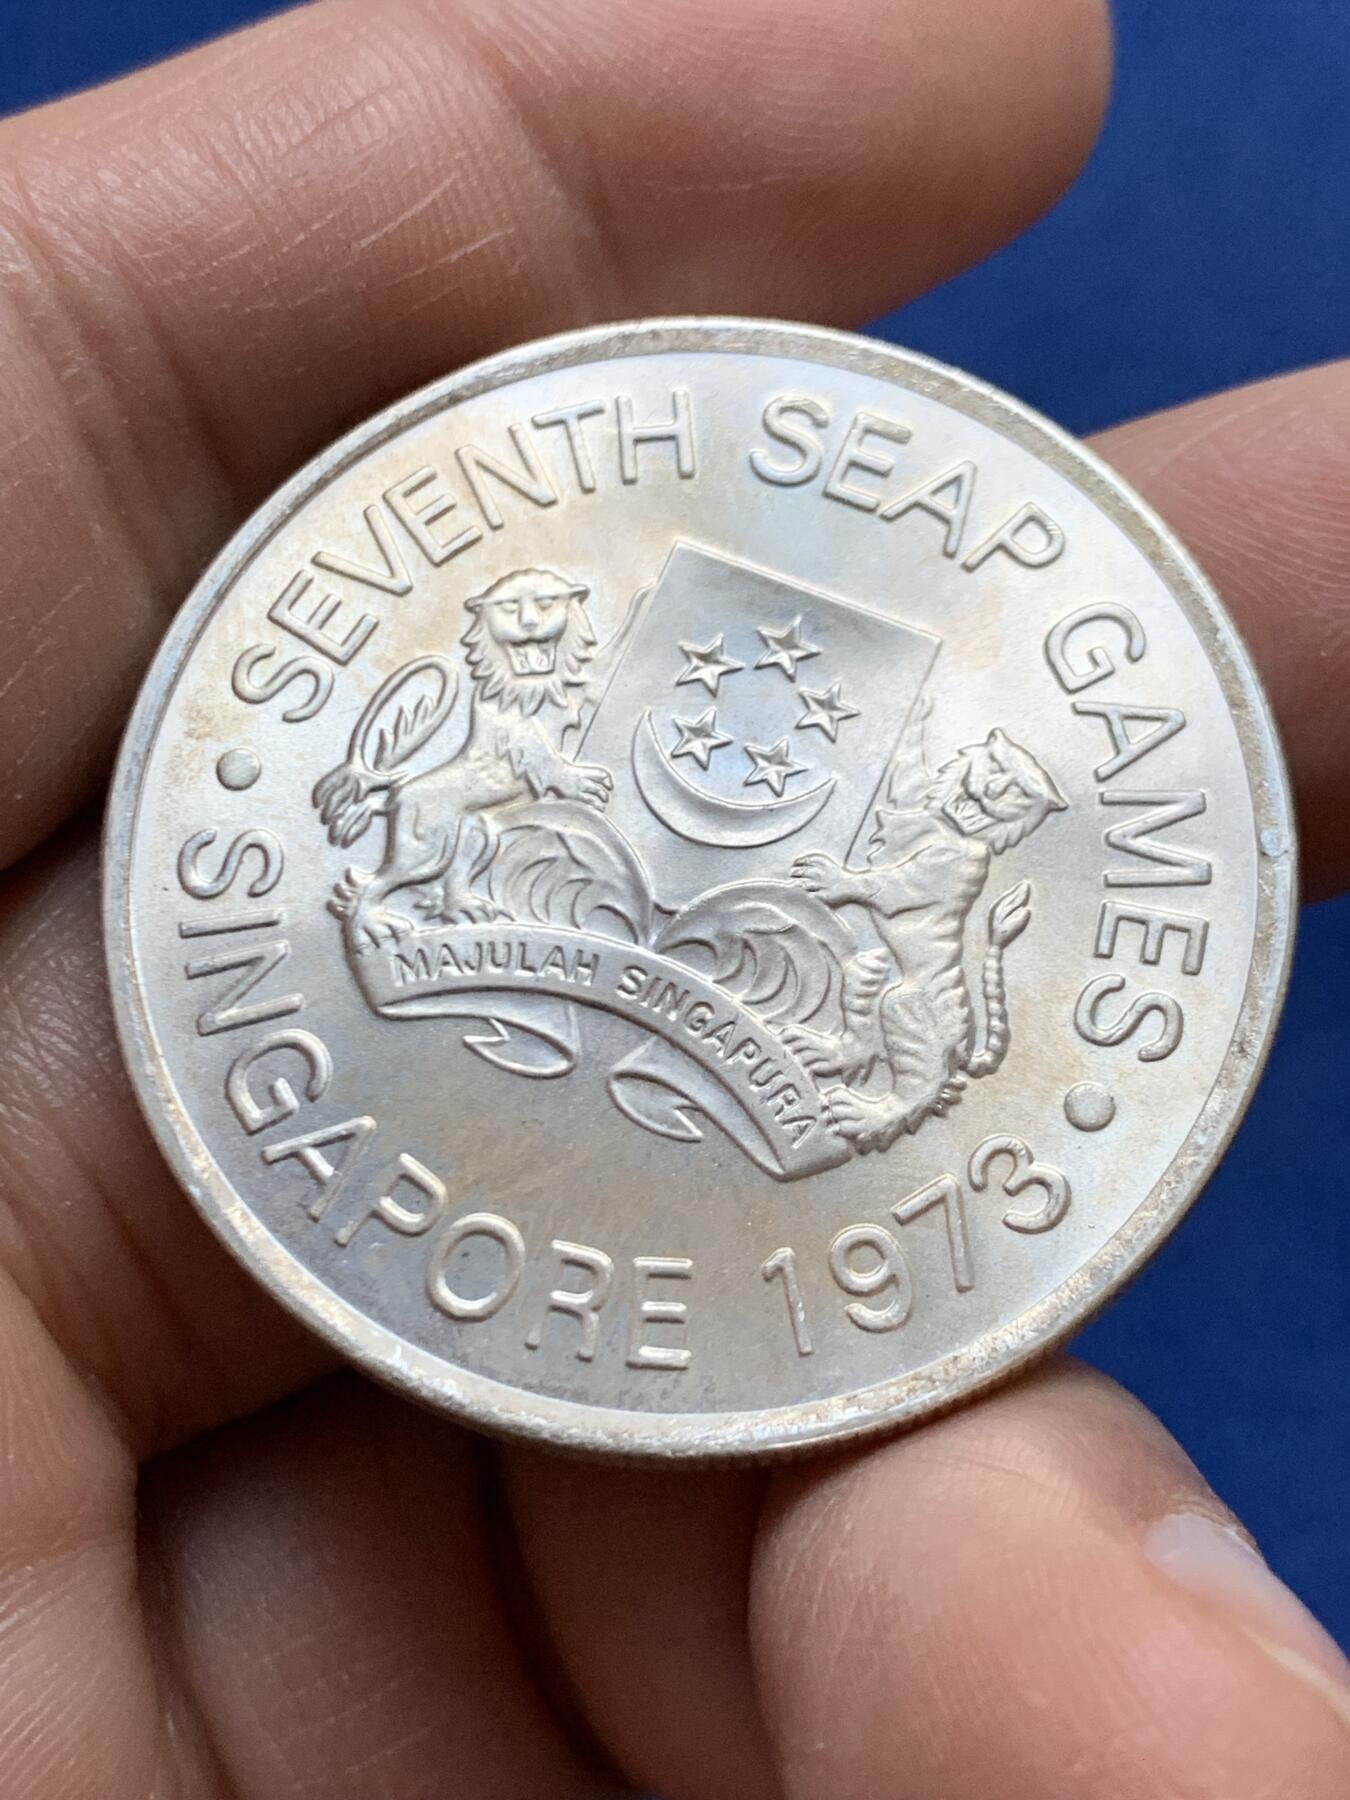 • SEVENTH SEAP GAMES •
SINGAPORE 1973
MAJULAH SINGAPURA